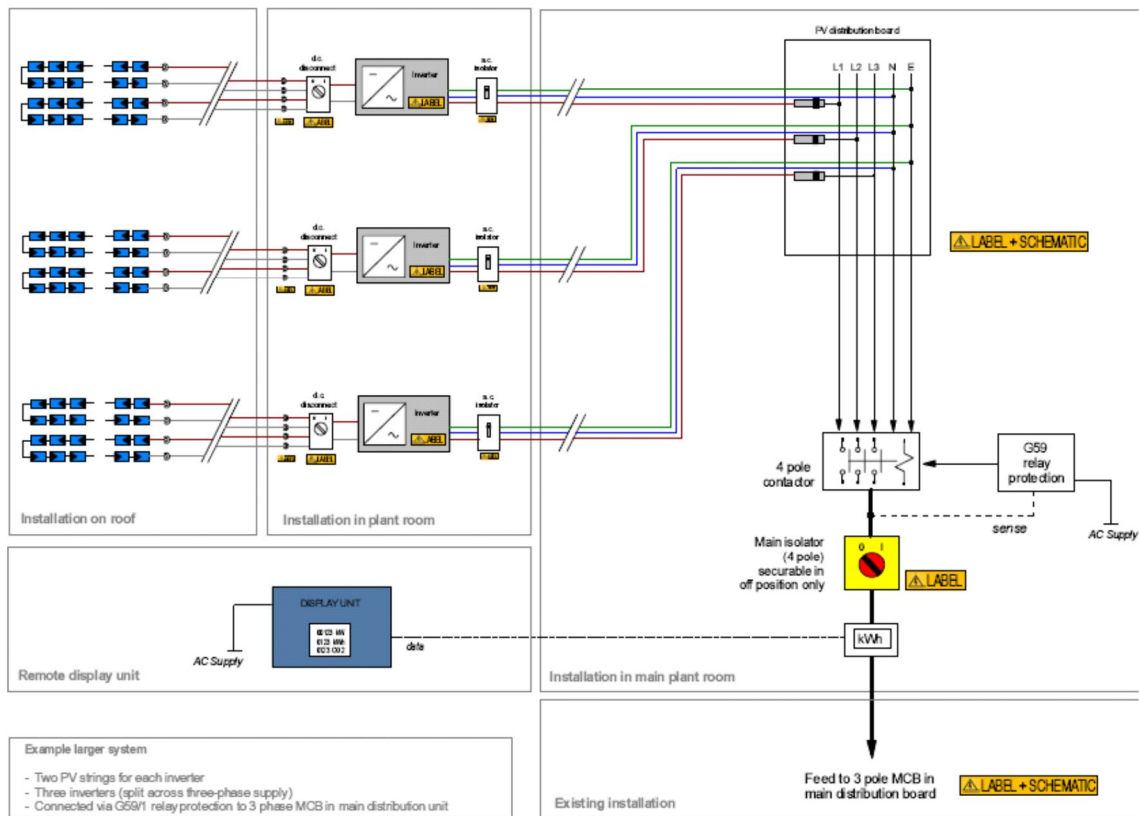 PV distribution board
L1 L2 L3 N E
d.c.
disconnect
Inverter
LABEL
a.c.
isolator
LABEL
LABEL + SCHEMATIC
d.c.
disconnect
Inverter
LABEL
a.c.
isolator
LABEL
d.c.
disconnect
Inverter
LABEL
a.c.
isolator
LABEL
4 pole
contactor
G59
relay
protection
sense
AC Supply
Installation on roof
Installation in plant room
Main isolator
(4 pole)
securable in
off position only
O I
LABEL
DISPLAY UNIT
AC Supply
data
kWh
Remote display unit
Installation in main plant room
Example larger system
- Two PV strings for each inverter
- Three inverters (split across three-phase supply)
- Connected via G59/1 relay protection to 3 phase MCB in main distribution unit
Feed to 3 pole MCB in
main distribution board
LABEL + SCHEMATIC
Existing installation